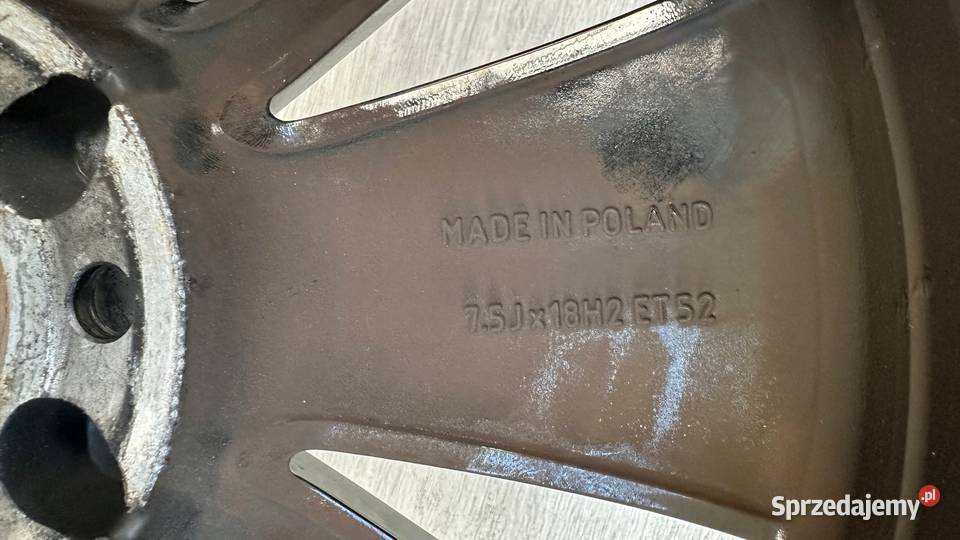 MADE IN POLAND
7.5Jx18H2 ET52
Sprzedajemy.pl